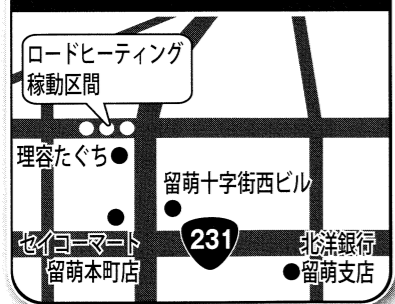 ロードヒーティング
稼動区間
理容たぐち
留萌十字街西ビル
セイコーマート
留萌本町店
231
北洋銀行
留萌支店